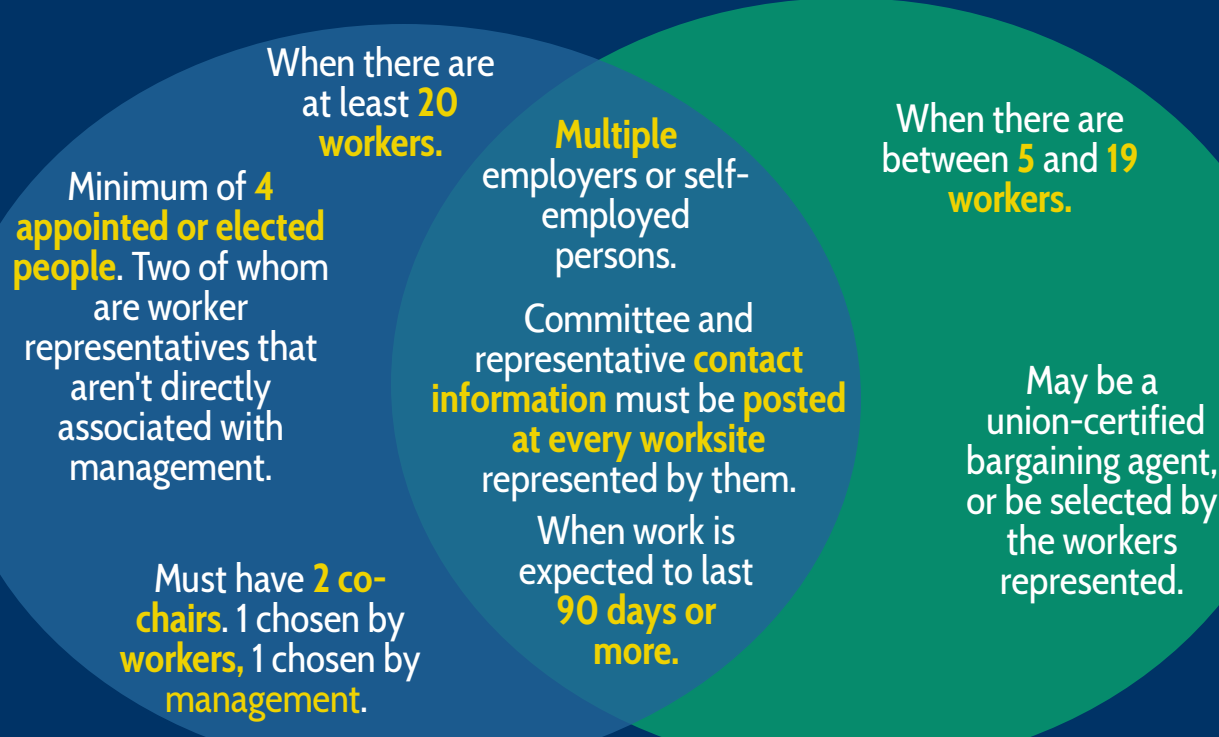 When there are
at least 20
workers.
Minimum of 4
appointed or elected
people. Two of whom
are worker
representatives that
aren't directly
associated with
management.
Must have 2 co-
chairs. 1 chosen by
workers, 1 chosen by
management.
Multiple
employers or self-
employed
persons.
Committee and
representative contact
information must be posted
at every worksite
represented by them.
When work is
expected to last
90 days or
more.
When there are
between 5 and 19
workers.
May be a
union-certified
bargaining agent,
or be selected by
the workers
represented.